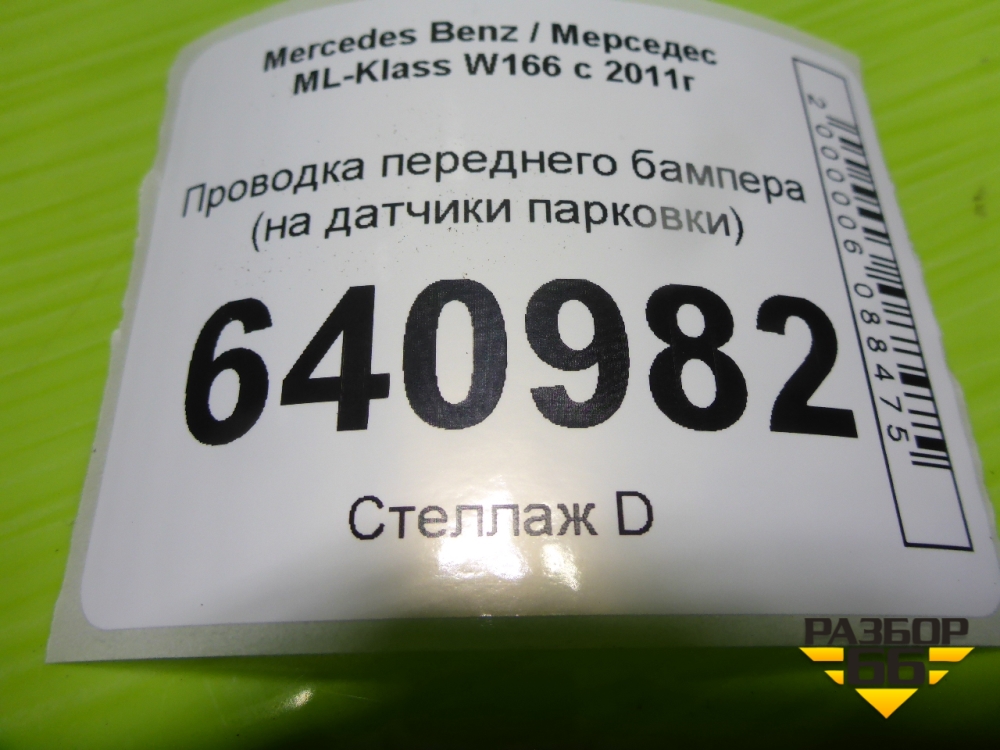 Mercedes Benz / Мерседес
ML-Klass W166 с 2011г
Проводка переднего бампера
(на датчики парковки)
640982
Стеллаж D
2000006088475
РАЗБОР
66